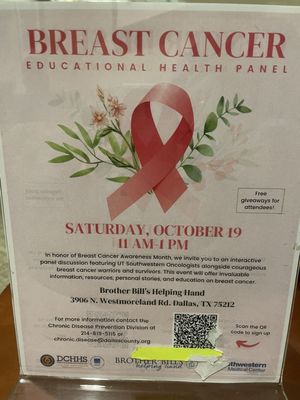 BREAST CANCER
EDUCATIONAL HEALTH PANEL
Free
giveaways for
attendees!
SATURDAY, OCTOBER 19
11 AM-1 PM
In honor of Breast Cancer Awareness Month, we invite you to an interactive
panel discussion featuring UT Southwestern Oncologists alongside courageous
breast cancer warriors and survivors. This event will offer invaluable
information, resources, personal stories, and education on breast cancer.
Brother Bill's Helping Hand
3906 N. Westmoreland Rd. Dallas, TX 75212
For more information contact the
Chronic Disease Prevention Division at
214-819-5115 or
chronic.disease@dallascounty.org
Scan the QR
code to sign up
DCHHS
BROTHER BILL'S
helping hand
Southwestern
Medical Center